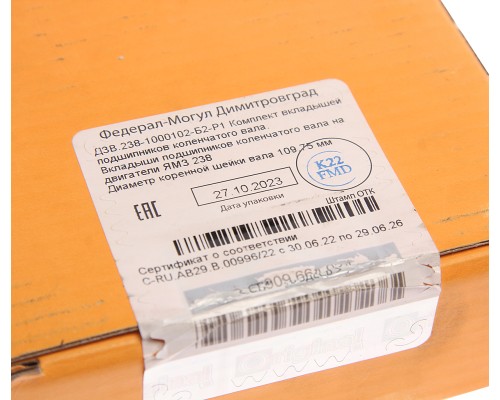 Федерал-Могул Димитровград
ДЗВ.238-1000102-Б2-Р1 Комплект вкладышей
подшипников коленчатого вала.
Вкладыши подшипников коленчатого вала на
двигатели ЯМЗ 238
Диаметр коренной шейки вала 109,75 мм
EAC
27.10.2023
Дата упаковки
К22
FMD
Штамп ОТК
Сертификат о соответствии
C-RU.АВ29.В.00996/22 с 30.06.22 по 29.06.26